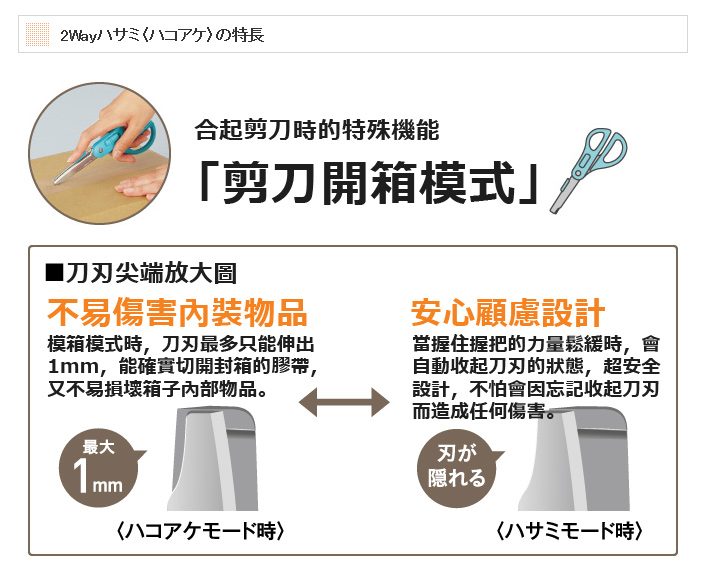 2Wayハサミ〈ハコアケ〉の特長
合起剪刀時的特殊機能
「剪刀開箱模式」
■刀刃尖端放大圖
不易傷害內裝物品
模箱模式時，刀刃最多只能伸出
1mm，能確實切開封箱的膠帶，
又不易損壞箱子內部物品。
最大
1mm
〈ハコアケモード時〉
安心顧慮設計
當握住握把的力量鬆緩時，會
自動收起刀刃的狀態，超安全
設計，不怕會因忘記收起刀刃
而造成任何傷害。
刃が
隠れる
〈ハサミモード時〉